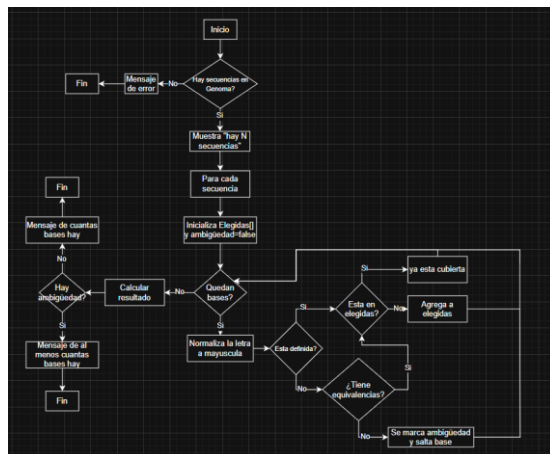 Inicio
Hay secuencias en
Genoma?
No
Mensaje
de error
Fin
Si
Muestra "hay N
secuencias"
Para cada
secuencia
Inicializa Elegidas[]
y ambigüedad=false
Quedan
bases?
No
Calcular
resultado
Hay
ambigüedad?
No
Mensaje de cuantas
bases hay
Fin
Si
Mensaje de al
menos cuantas
bases hay
Fin
Si
Normaliza la letra
a mayuscula
Esta definida?
Si
Esta en
elegidas?
Si
ya esta cubierta
No
Agrega a
elegidas
No
¿Tiene
equivalencias?
Si
No
Se marca ambigüedad
y salta base